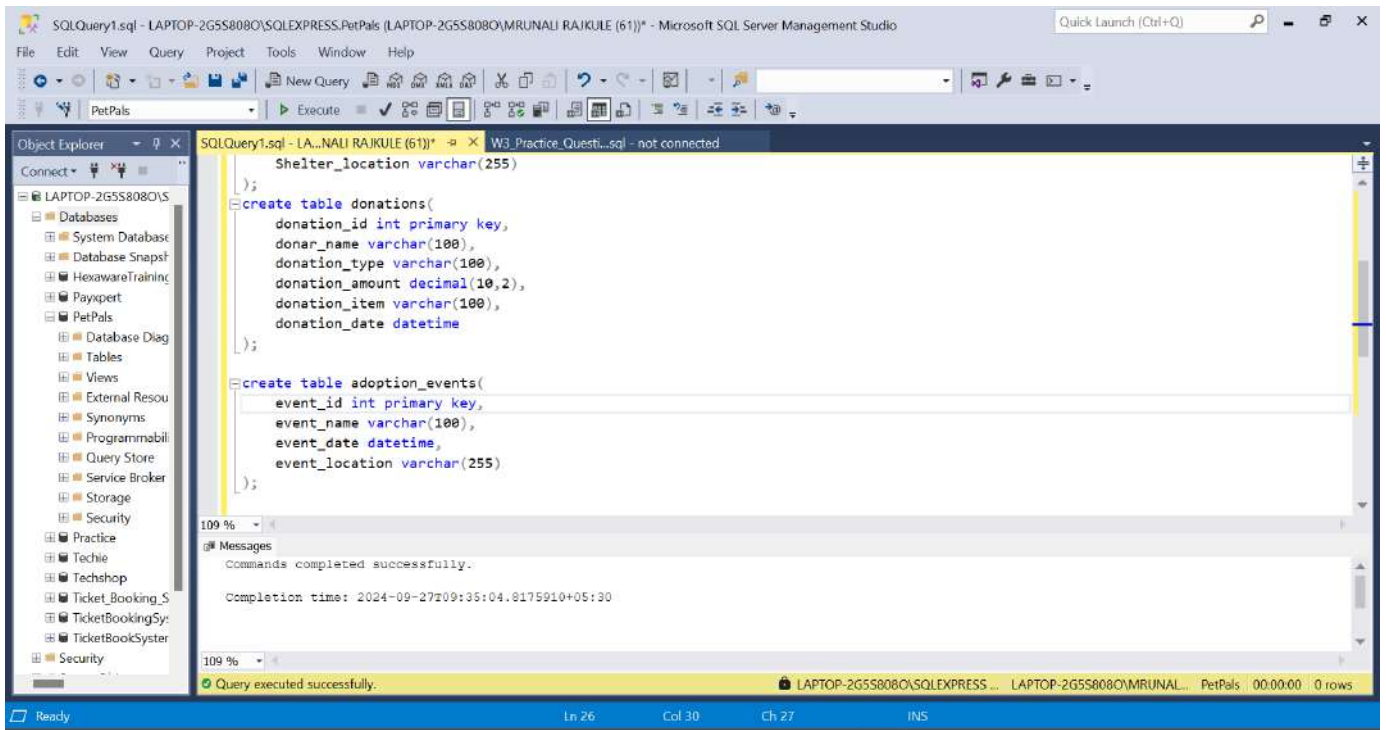 SQLQuery1.sql - LAPTOP-2G5S808O\SQLEXPRESS.PetPals (LAPTOP-2G5S808O\MRUNALI RAJKULE (61))* - Microsoft SQL Server Management Studio
Quick Launch (Ctrl+Q)
File Edit View Query Project Tools Window Help
New Query
PetPals
Execute
Object Explorer
SQLQuery1.sql - LA...NALI RAJKULE (61))*
W3_Practice_Questi...sql - not connected
Connect
LAPTOP-2G5S808O\S
Databases
System Database
Database Snapsh
HexawareTraining
Payxpert
PetPals
Database Diag
Tables
Views
External Resou
Synonyms
Programmabili
Query Store
Service Broker
Storage
Security
Practice
Techie
Techshop
Ticket_Booking_S
TicketBookingSys
TicketBookSyster
Security
Shelter_location varchar(255)
);
create table donations(
donation_id int primary key,
donar_name varchar(100),
donation_type varchar(100),
donation_amount decimal(10,2),
donation_item varchar(100),
donation_date datetime
);
create table adoption_events(
event_id int primary key,
event_name varchar(100),
event_date datetime,
event_location varchar(255)
);
109 %
Messages
Commands completed successfully.
Completion time: 2024-09-27T09:35:04.8175910+05:30
109 %
Query executed successfully.
LAPTOP-2G5S808O\SQLEXPRESS ... LAPTOP-2G5S808O\MRUNAL... PetPals 00:00:00 0 rows
Ready Ln 26 Col 30 Ch 27 INS